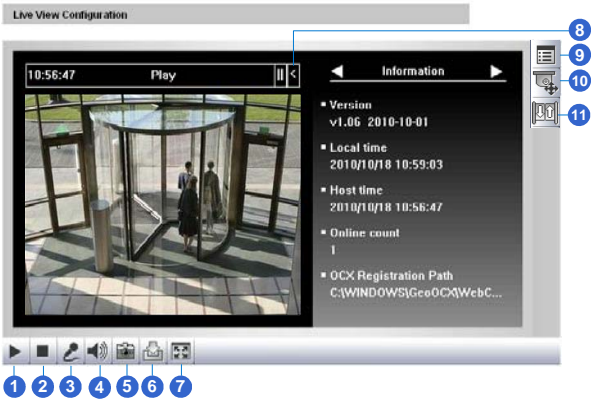 Live View Configuration
8
10:56:47 Play
Information
9
10
11
Version
v1.06 2010-10-01
Local time
2010/10/18 10:59:03
Host time
2010/10/18 10:56:47
Online count
1
OCX Registration Path
C:\WINDOWS\GeoOCX\WebC...
1 2 3 4 5 6 7